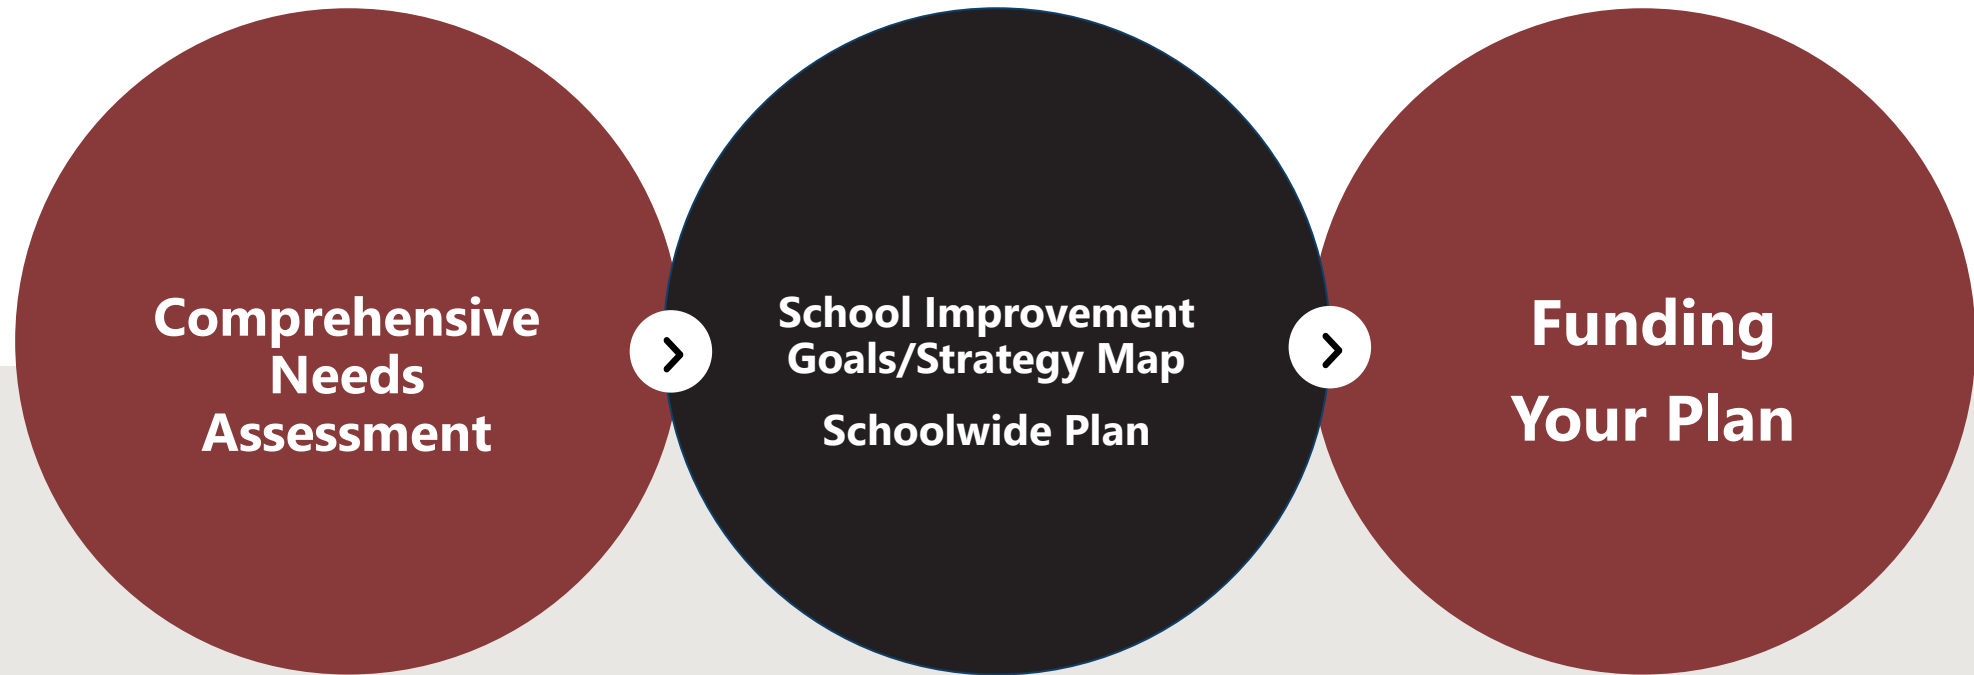 Comprehensive
Needs
Assessment
School Improvement
Goals/Strategy Map
Schoolwide Plan
Funding
Your Plan